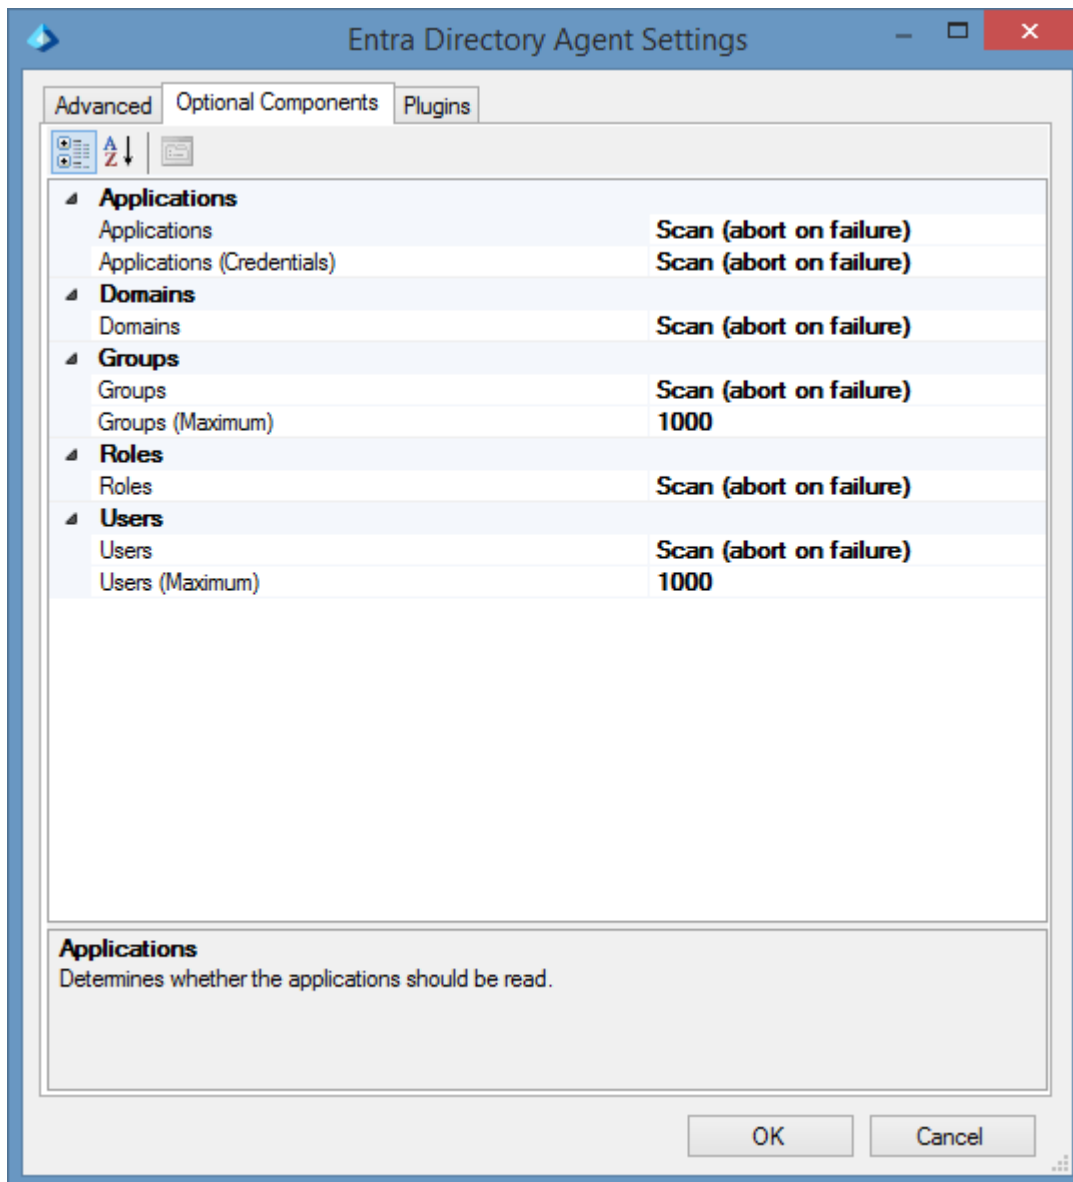 Entra Directory Agent Settings
Advanced Optional Components Plugins
A
Z
Applications
Applications Scan (abort on failure)
Applications (Credentials) Scan (abort on failure)
Domains
Domains Scan (abort on failure)
Groups
Groups Scan (abort on failure)
Groups (Maximum) 1000
Roles
Roles Scan (abort on failure)
Users
Users Scan (abort on failure)
Users (Maximum) 1000
Applications
Determines whether the applications should be read.
OK Cancel